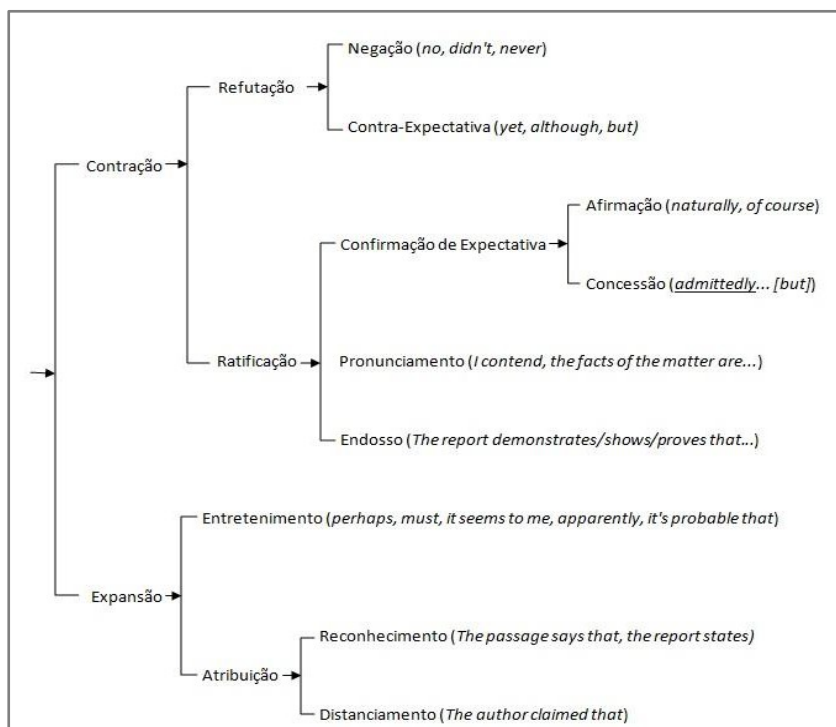 Negação (no, didn't, never)
Refutação
Contra-Expectativa (yet, although, but)
Contração
Afirmação (naturally, of course)
Confirmação de Expectativa
Concessão (admittedly... [but])
Ratificação
Pronunciamento (I contend, the facts of the matter are...)
Endosso (The report demonstrates/shows/proves that...)
Entretenimento (perhaps, must, it seems to me, apparently, it's probable that)
Expansão
Reconhecimento (The passage says that, the report states)
Atribuição
Distanciamento (The author claimed that)